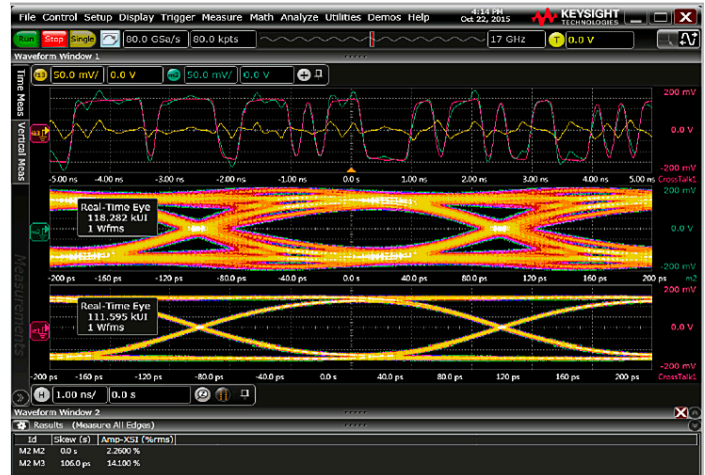 File Control Setup Display Trigger Measure Math Analyze Utilities Demos Help
4:14 PM
Oct 22, 2015
KEYSIGHT
TECHNOLOGIES
Run Stop Single 80.0 GSa/s 80.0 kpts 17 GHz T 0.0 V
Waveform Window 1
Time Meas
Vertical Meas
Measurements
50.0 mV/ 0.0 V m2 50.0 mV/ 0.0 V
200 mV
0.0 V
-200 mV
-5.00 ns -4.00 ns -3.00 ns -2.00 ns -1.00 ns 0.0 s 1.00 ns 2.00 ns 3.00 ns 4.00 ns 5.00 ns CrossTalk1
200 mV
Real-Time Eye
118.282 kUI
1 Wfms
0.0 V
-200 mV
-200 ps -160 ps -120 ps -80.0 ps -40.0 ps 0.0 s 40.0 ps 80.0 ps 120 ps 160 ps 200 ps m2
200 mV
Real-Time Eye
111.595 kUI
1 Wfms
0.0 V
-200 mV
-200 ps -160 ps -120 ps -80.0 ps -40.0 ps 0.0 s 40.0 ps 80.0 ps 120 ps 160 ps 200 ps CrossTalk1
H 1.00 ns/ 0.0 s
Waveform Window 2
Results (Measure All Edges)
Id Skew (s) Amp-XSI (%rms)
M2 M2 0.0 s 2.2600 %
M2 M3 106.0 ps 14.100 %